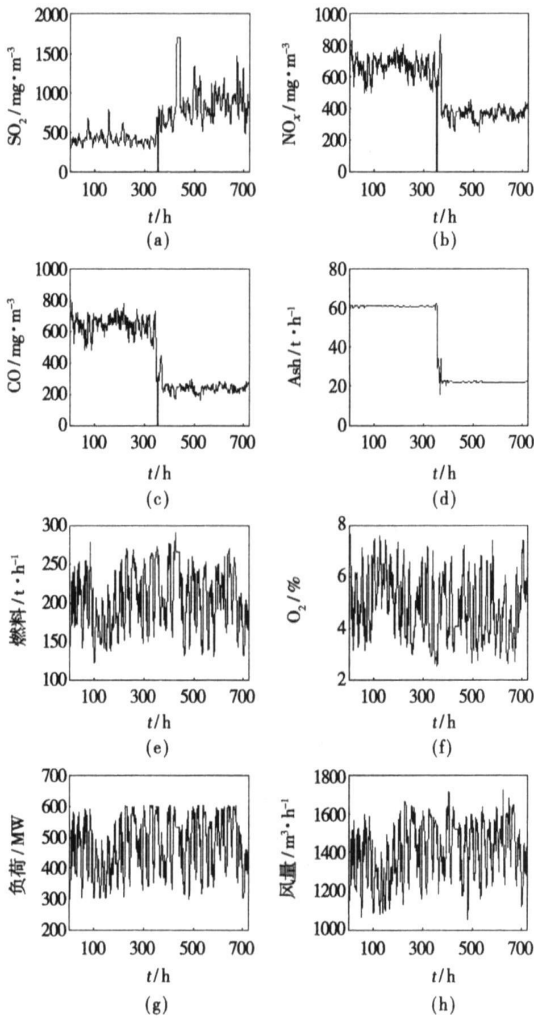 2000
1500
1000
500
0
SO₂/mg·m⁻³
100 300 500 700
t/h
(a)
1000
800
600
400
200
0
NOₓ/mg·m⁻³
100 300 500 700
t/h
(b)
1000
800
600
400
200
0
CO/mg·m⁻³
100 300 500 700
t/h
(c)
80
60
40
20
0
Ash/t·h⁻¹
100 300 500 700
t/h
(d)
300
250
200
150
100
燃料/t·h⁻¹
100 300 500 700
t/h
(e)
8
6
4
2
O₂/%
100 300 500 700
t/h
(f)
700
600
500
400
300
200
负荷/MW
100 300 500 700
t/h
(g)
1800
1600
1400
1200
1000
风量/m³·h⁻¹
100 300 500 700
t/h
(h)